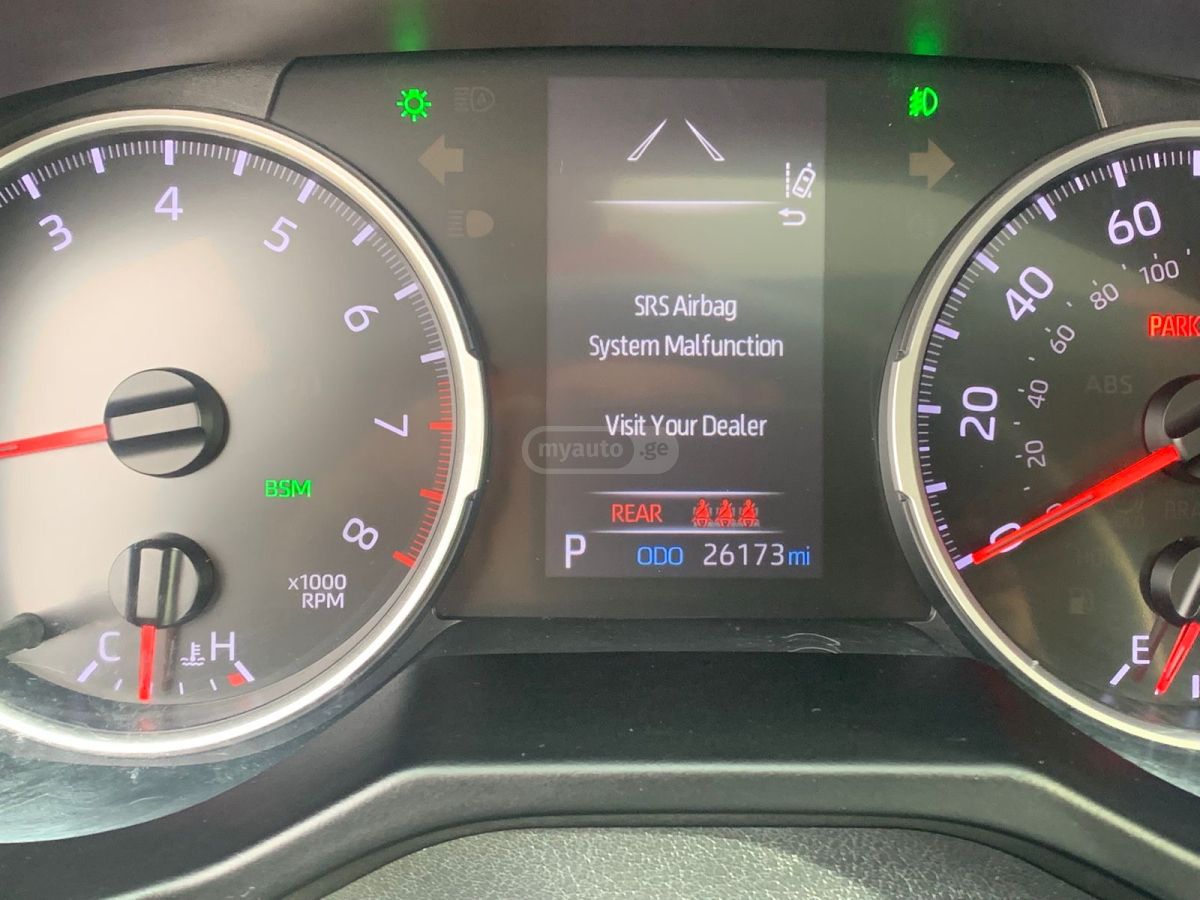 3
4
5
6
7
8
x1000
RPM
BSM
C
H
SRS Airbag
System Malfunction
Visit Your Dealer
myauto.ge
REAR
P ODO 26173 mi
0
20
40
60
20
40
60
80
100
PARK
ABS
E